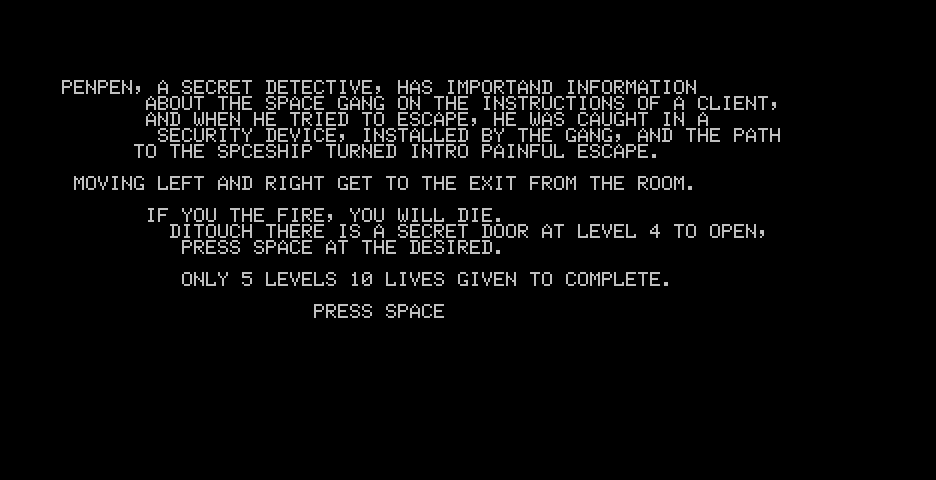 PENPEN, A SECRET DETECTIVE, HAS IMPORTAND INFORMATION
ABOUT THE SPACE GANG ON THE INSTRUCTIONS OF A CLIENT,
AND WHEN HE TRIED TO ESCAPE, HE WAS CAUGHT IN A
SECURITY DEVICE, INSTALLED BY THE GANG, AND THE PATH
TO THE SPCESHIP TURNED INTRO PAINFUL ESCAPE.
MOVING LEFT AND RIGHT GET TO THE EXIT FROM THE ROOM.
IF YOU THE FIRE, YOU WILL DIE.
DITOUCH THERE IS A SECRET DOOR AT LEVEL 4 TO OPEN,
PRESS SPACE AT THE DESIRED.
ONLY 5 LEVELS 10 LIVES GIVEN TO COMPLETE.
PRESS SPACE